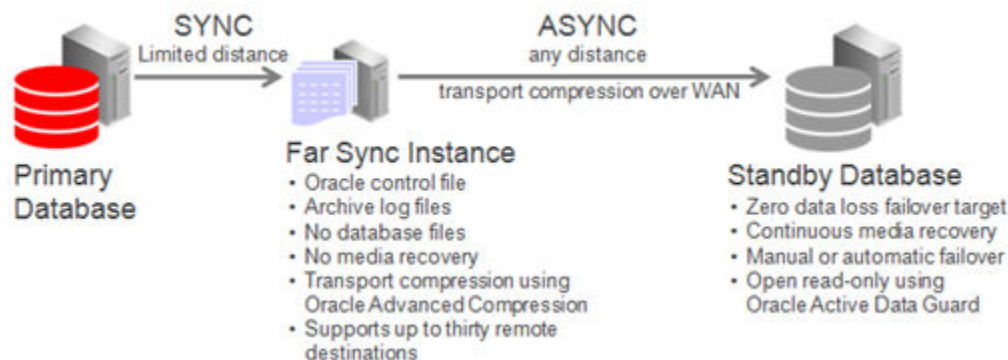 SYNC
Limited distance
ASYNC
any distance
transport compression over WAN
Primary
Database
Far Sync Instance
• Oracle control file
• Archive log files
• No database files
• No media recovery
• Transport compression using
Oracle Advanced Compression
• Supports up to thirty remote
destinations
Standby Database
• Zero data loss failover target
• Continuous media recovery
• Manual or automatic failover
• Open read-only using
Oracle Active Data Guard